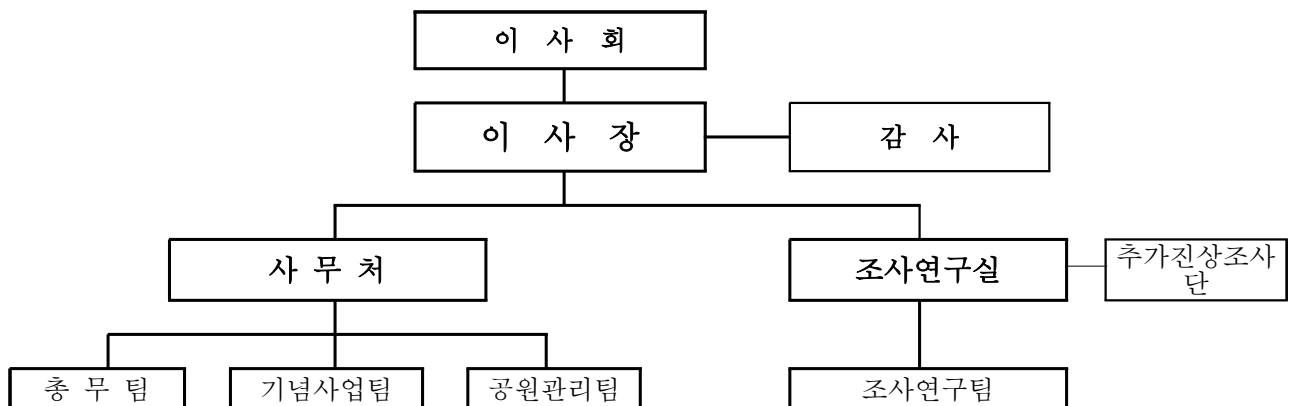 이 사 회
이 사 장
감 사
사 무 처
조사연구실
추가진상조사
단
총 무 팀
기념사업팀
공원관리팀
조사연구팀